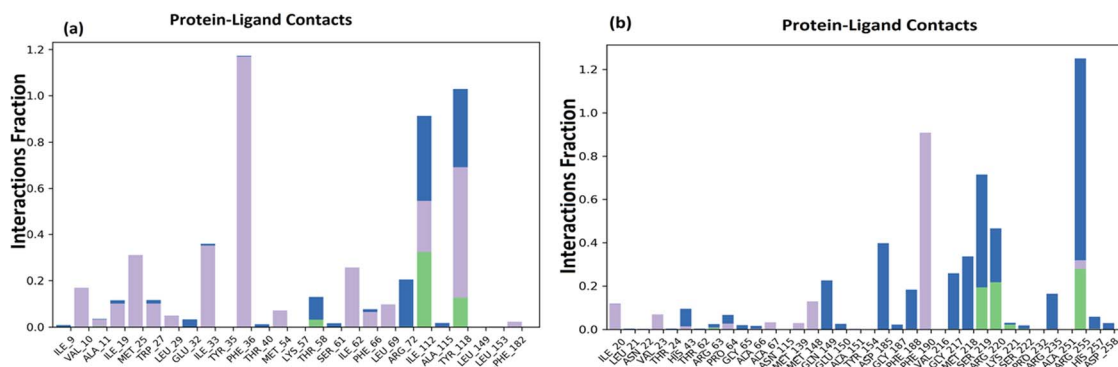 (a)
Protein-Ligand Contacts
Interactions Fraction
1.2
1.0
0.8
0.6
0.4
0.2
0.0
ILE_9
VAL_10
ALA_11
ILE_19
MET_25
TRP_27
LEU_29
GLU_32
ILE_33
TYR_35
PHE_36
THR_40
MET_54
LYS_57
THR_58
SER_61
ILE_62
PHE_66
LEU_69
ARG_72
ILE_112
ALA_115
TYR_118
LEU_149
LEU_153
PHE_182
(b)
Protein-Ligand Contacts
Interactions Fraction
1.2
1.0
0.8
0.6
0.4
0.2
0.0
ILE_20
LEU_21
ASN_22
VAL_23
THR_24
HIS_43
THR_62
ARG_63
PRO_64
GLY_65
ALA_66
ALA_67
ASN_115
MET_139
MET_148
GLN_149
GLU_150
ALA_151
TYR_154
ASP_185
GLY_187
PHE_188
PHE_190
VAL_216
GLY_217
MET_218
SER_219
ARG_220
LYS_221
SER_222
PRO_232
ARG_235
ALA_251
ARG_255
HIS_257
ASP_258